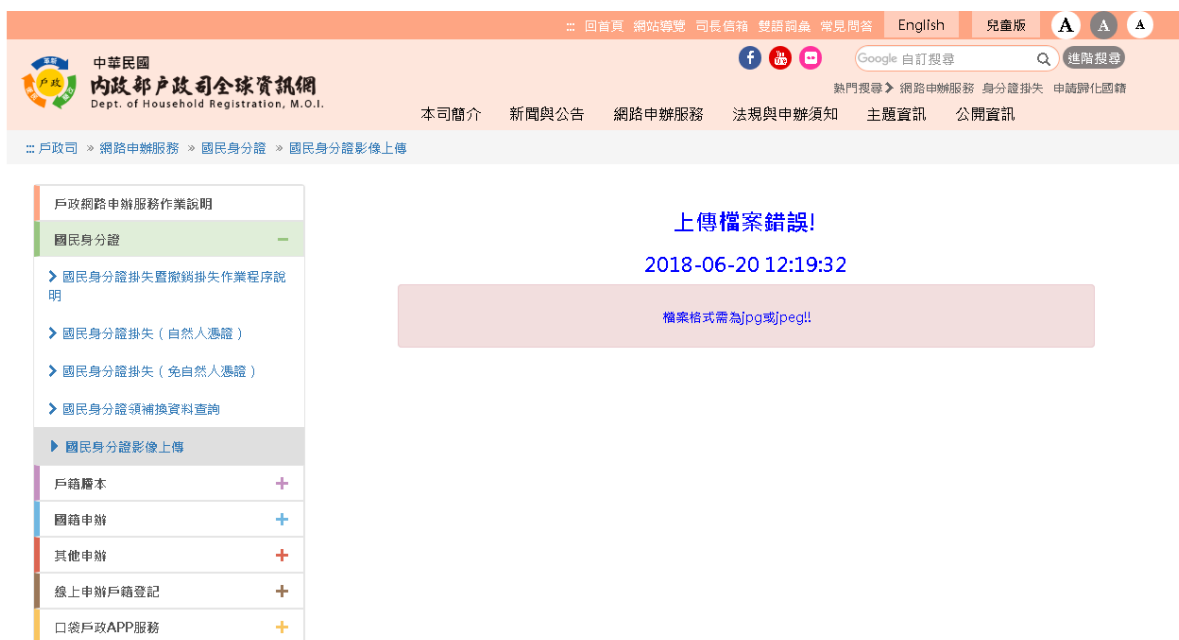 ::: 回首頁 網站導覽 司長信箱 雙語詞彙 常見問答 English 兒童版 A A A
戶政
中華民國
內政部戶政司全球資訊網
Dept. of Household Registration, M.O.I.
Google 自訂搜尋 進階搜尋
熱門搜尋 網路申辦服務 身分證掛失 申請歸化國籍
本司簡介 新聞與公告 網路申辦服務 法規與申辦須知 主題資訊 公開資訊
::: 戶政司 » 網路申辦服務 » 國民身分證 » 國民身分證影像上傳
戶政網路申辦服務作業說明
國民身分證
國民身分證掛失暨撤銷掛失作業程序說
明
國民身分證掛失（自然人憑證）
國民身分證掛失（免自然人憑證）
國民身分證領補換資料查詢
國民身分證影像上傳
戶籍謄本
國籍申辦
其他申辦
線上申辦戶籍登記
口袋戶政APP服務
上傳檔案錯誤!
2018-06-20 12:19:32
檔案格式需為jpg或jpeg!!